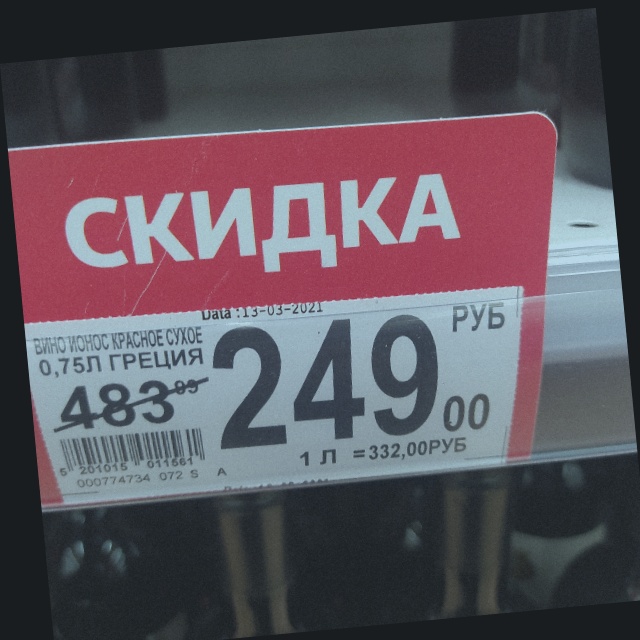 СКИДКА
Data :13-03-2021
ВИНО ИОНОС КРАСНОЕ СУХОЕ
0,75Л ГРЕЦИЯ
483 99
249 00
РУБ
1 Л =332,00РУБ
5 201015 011561
000774734 072 S A